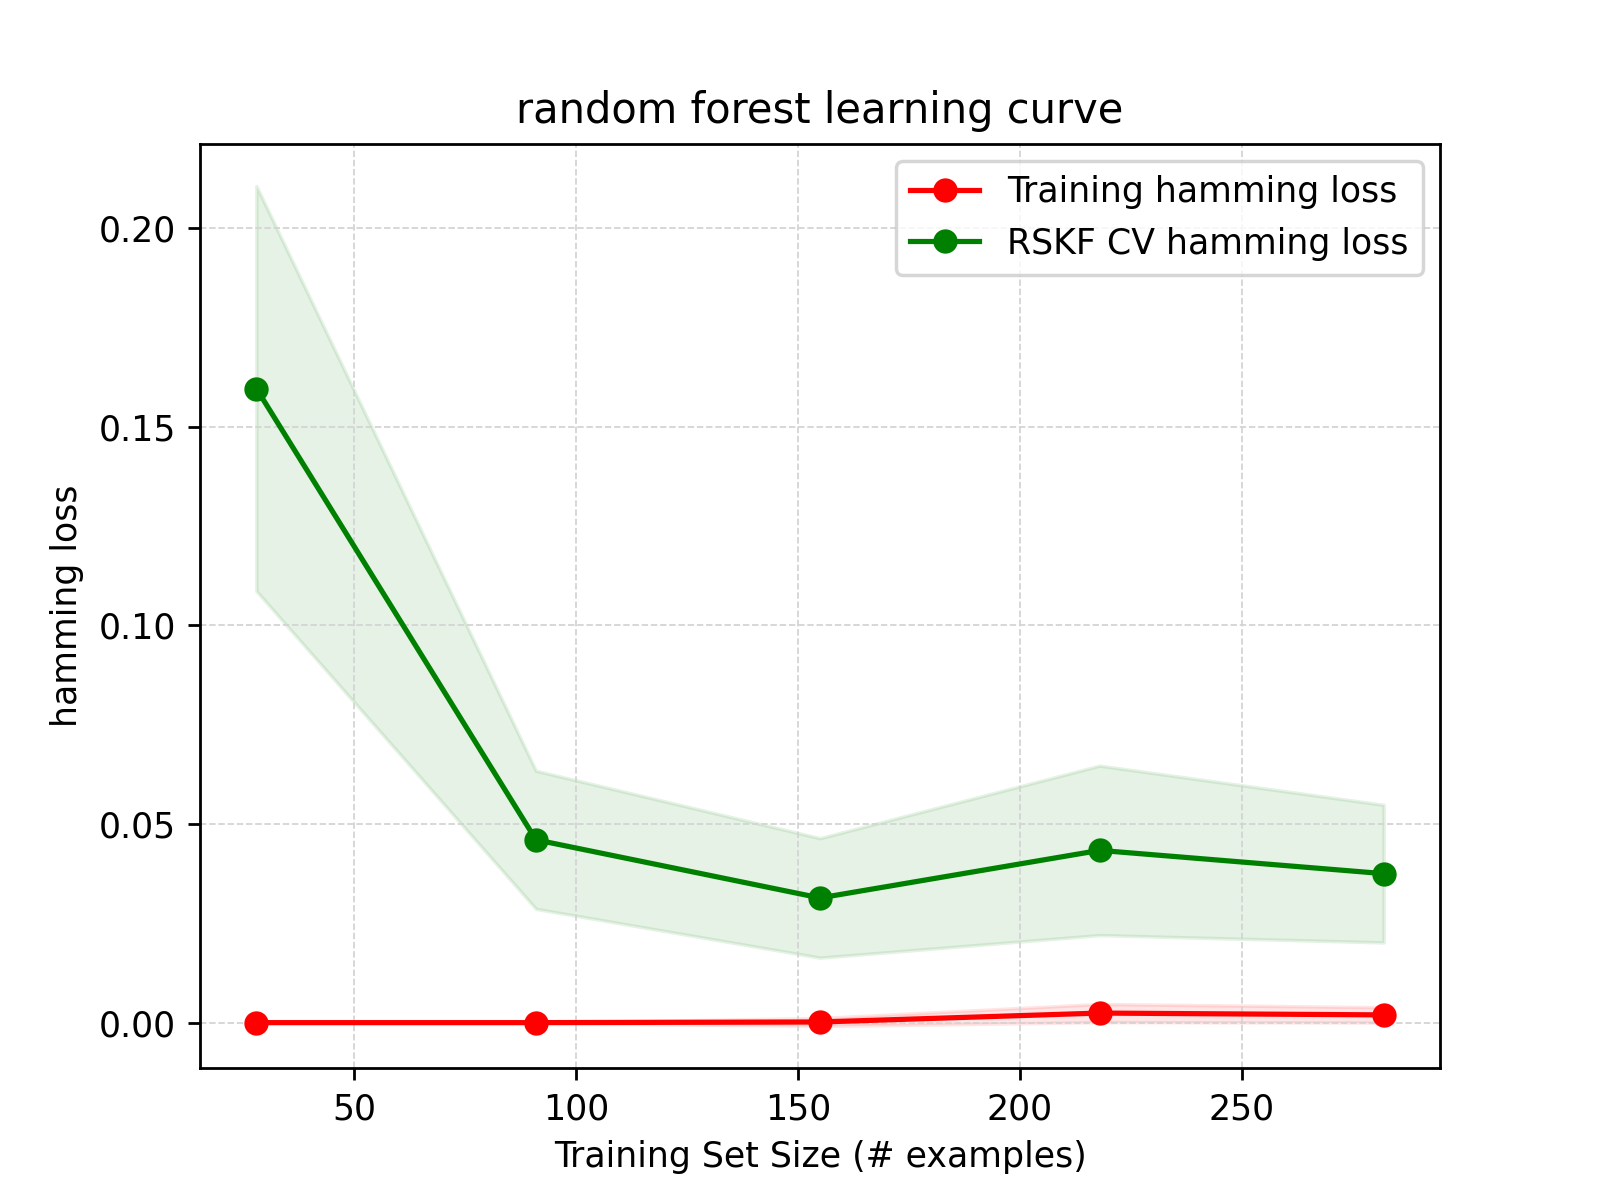 random forest learning curve
Training hamming loss
RSKF CV hamming loss
hamming loss
0.20
0.15
0.10
0.05
0.00
50 100 150 200 250
Training Set Size (# examples)